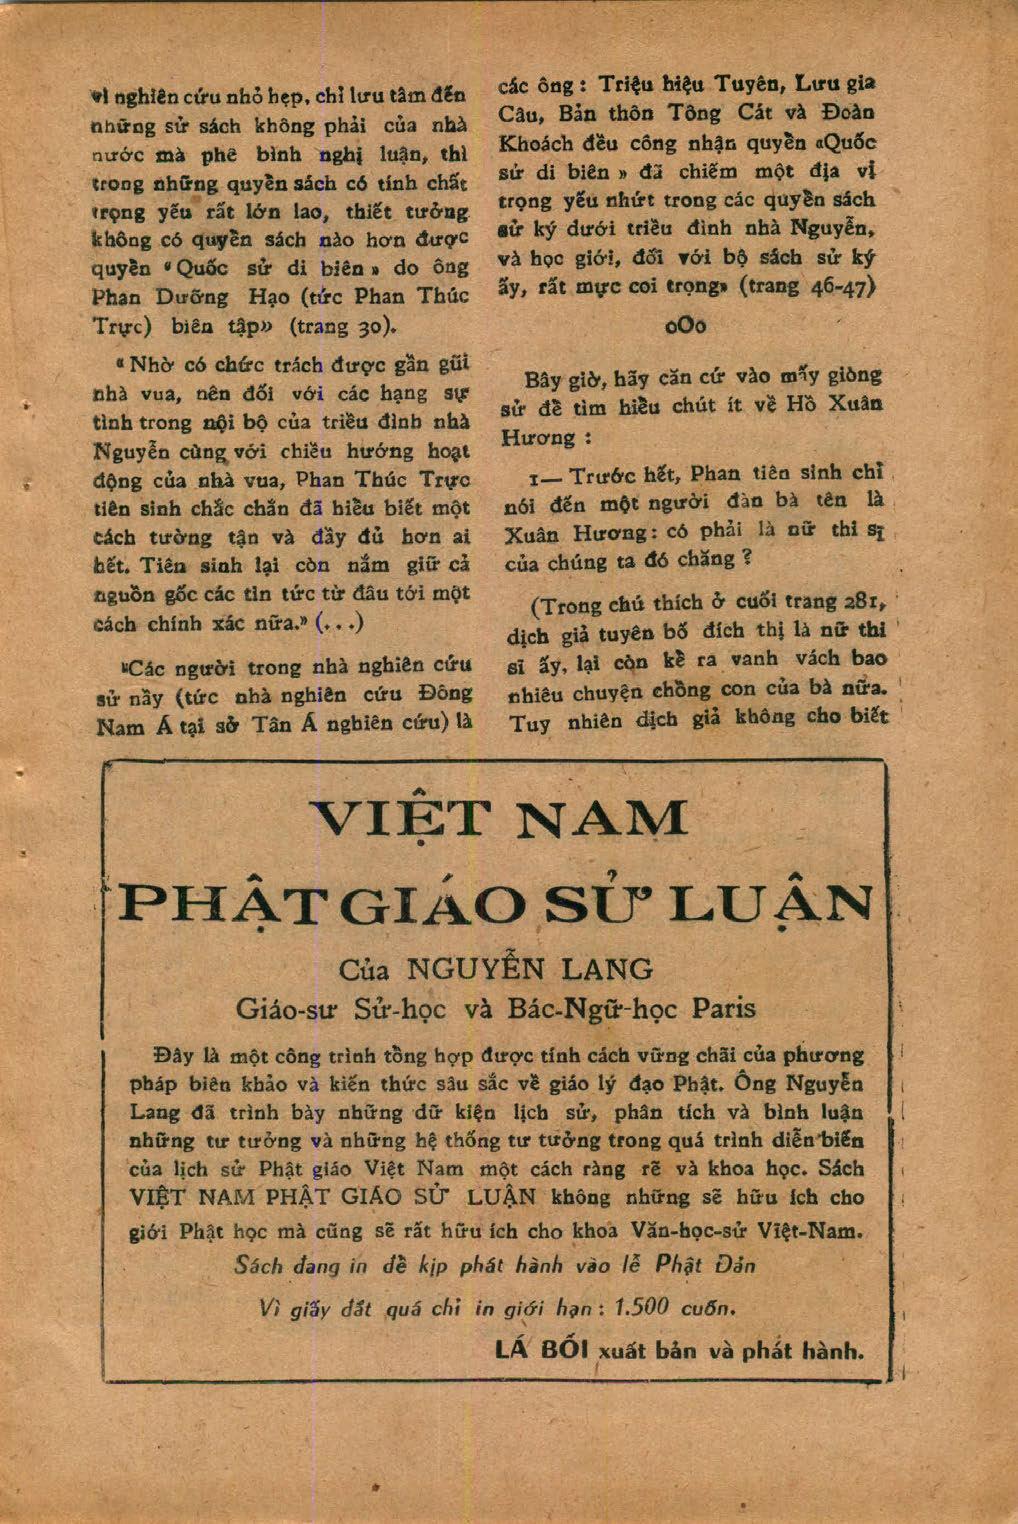 vi nghiên cứu nhỏ hẹp, chỉ lưu tâm đến
những sử sách không phải của nhà
nước mà phê bình nghị luận, thì
trong những quyển sách có tính chất
trọng yếu rất lớn lao, thiết tưởng
không có quyển sách nào hơn được
quyển «Quốc sử di biên» do ông
Phan Dưỡng Hạo (tức Phan Thúc
Trực) biên tập» (trang 30).
«Nhờ có chức trách được gần gũi
nhà vua, nên đối với các hạng sự
tình trong nội bộ của triều đình nhà
Nguyễn cùng với chiều hướng hoạt
động của nhà vua, Phan Thúc Trực
tiên sinh chắc chắn đã hiểu biết một
cách tường tận và đầy đủ hơn ai
hết. Tiên sinh lại còn nắm giữ cả
nguồn gốc các tin tức từ đâu tới một
cách chính xác nữa.» (...)
«Các người trong nhà nghiên cứu
sử nầy (tức nhà nghiên cứu Đông
Nam Á tại sở Tân Á nghiên cứu) là
các ông : Triệu hiệu Tuyên, Lưu gia
Câu, Bản thôn Tông Cát và Đoàn
Khoách đều công nhận quyển «Quốc
sử di biên» đã chiếm một địa vị
trọng yếu nhứt trong các quyển sách
sử ký dưới triều đình nhà Nguyễn,
và học giới, đối với bộ sách sử ký
ấy, rất mực coi trọng» (trang 46-47)
oOo
Bây giờ, hãy căn cứ vào mấy giòng
sử để tìm hiểu chút ít về Hồ Xuân
Hương :
1— Trước hết, Phan tiên sinh chỉ
nói đến một người đàn bà tên là
Xuân Hương : có phải là nữ thi sị
của chúng ta đó chăng ?
(Trong chú thích ở cuối trang 281,
dịch giả tuyên bố đích thị là nữ thi
sĩ ấy, lại còn kể ra vanh vách bao
nhiêu chuyện chồng con của bà nữa.
Tuy nhiên dịch giả không cho biết
VIỆT NAM
PHẬT GIÁO SỬ LUẬN
Của NGUYỄN LANG
Giáo-sư Sử-học và Bác-Ngữ-học Paris
Đây là một công trình tổng hợp được tính cách vững chãi của phương
pháp biên khảo và kiến thức sâu sắc về giáo lý đạo Phật. Ông Nguyễn
Lang đã trình bày những dữ kiện lịch sử, phân tích và bình luận
những tư tưởng và những hệ thống tư tưởng trong quá trình diễn biến
của lịch sử Phật giáo Việt Nam một cách ràng rẽ và khoa học. Sách
VIỆT NAM PHẬT GIÁO SỬ LUẬN không những sẽ hữu ích cho
giới Phật học mà cũng sẽ rất hữu ích cho khoa Văn-học-sử Việt-Nam.
Sách đang in để kịp phát hành vào lễ Phật Đản
Vì giấy đắt quá chỉ in giới hạn : 1.500 cuốn.
LÁ BỐI xuất bản và phát hành.